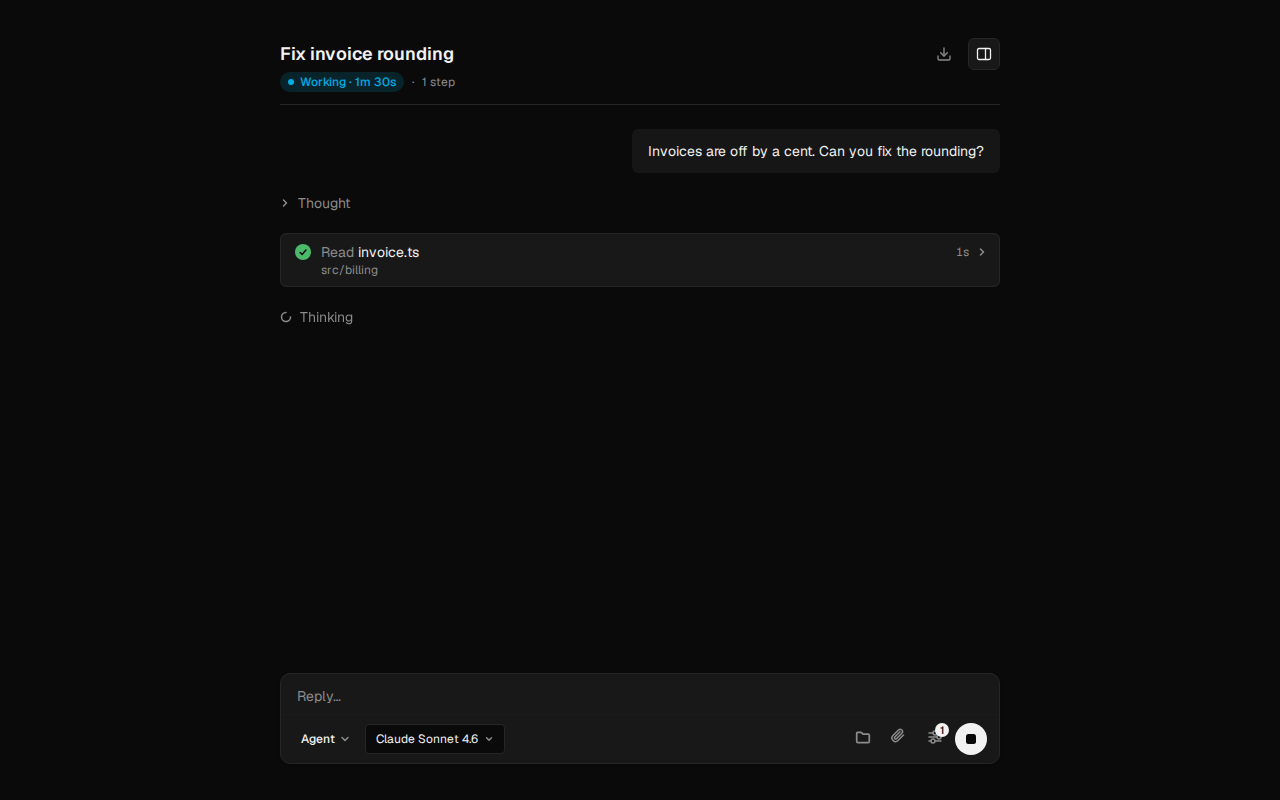 Fix invoice rounding
Working · 1m 30s · 1 step
Invoices are off by a cent. Can you fix the rounding?
Thought
Read invoice.ts 1s
src/billing
Thinking
Reply...
Agent Claude Sonnet 4.6 1